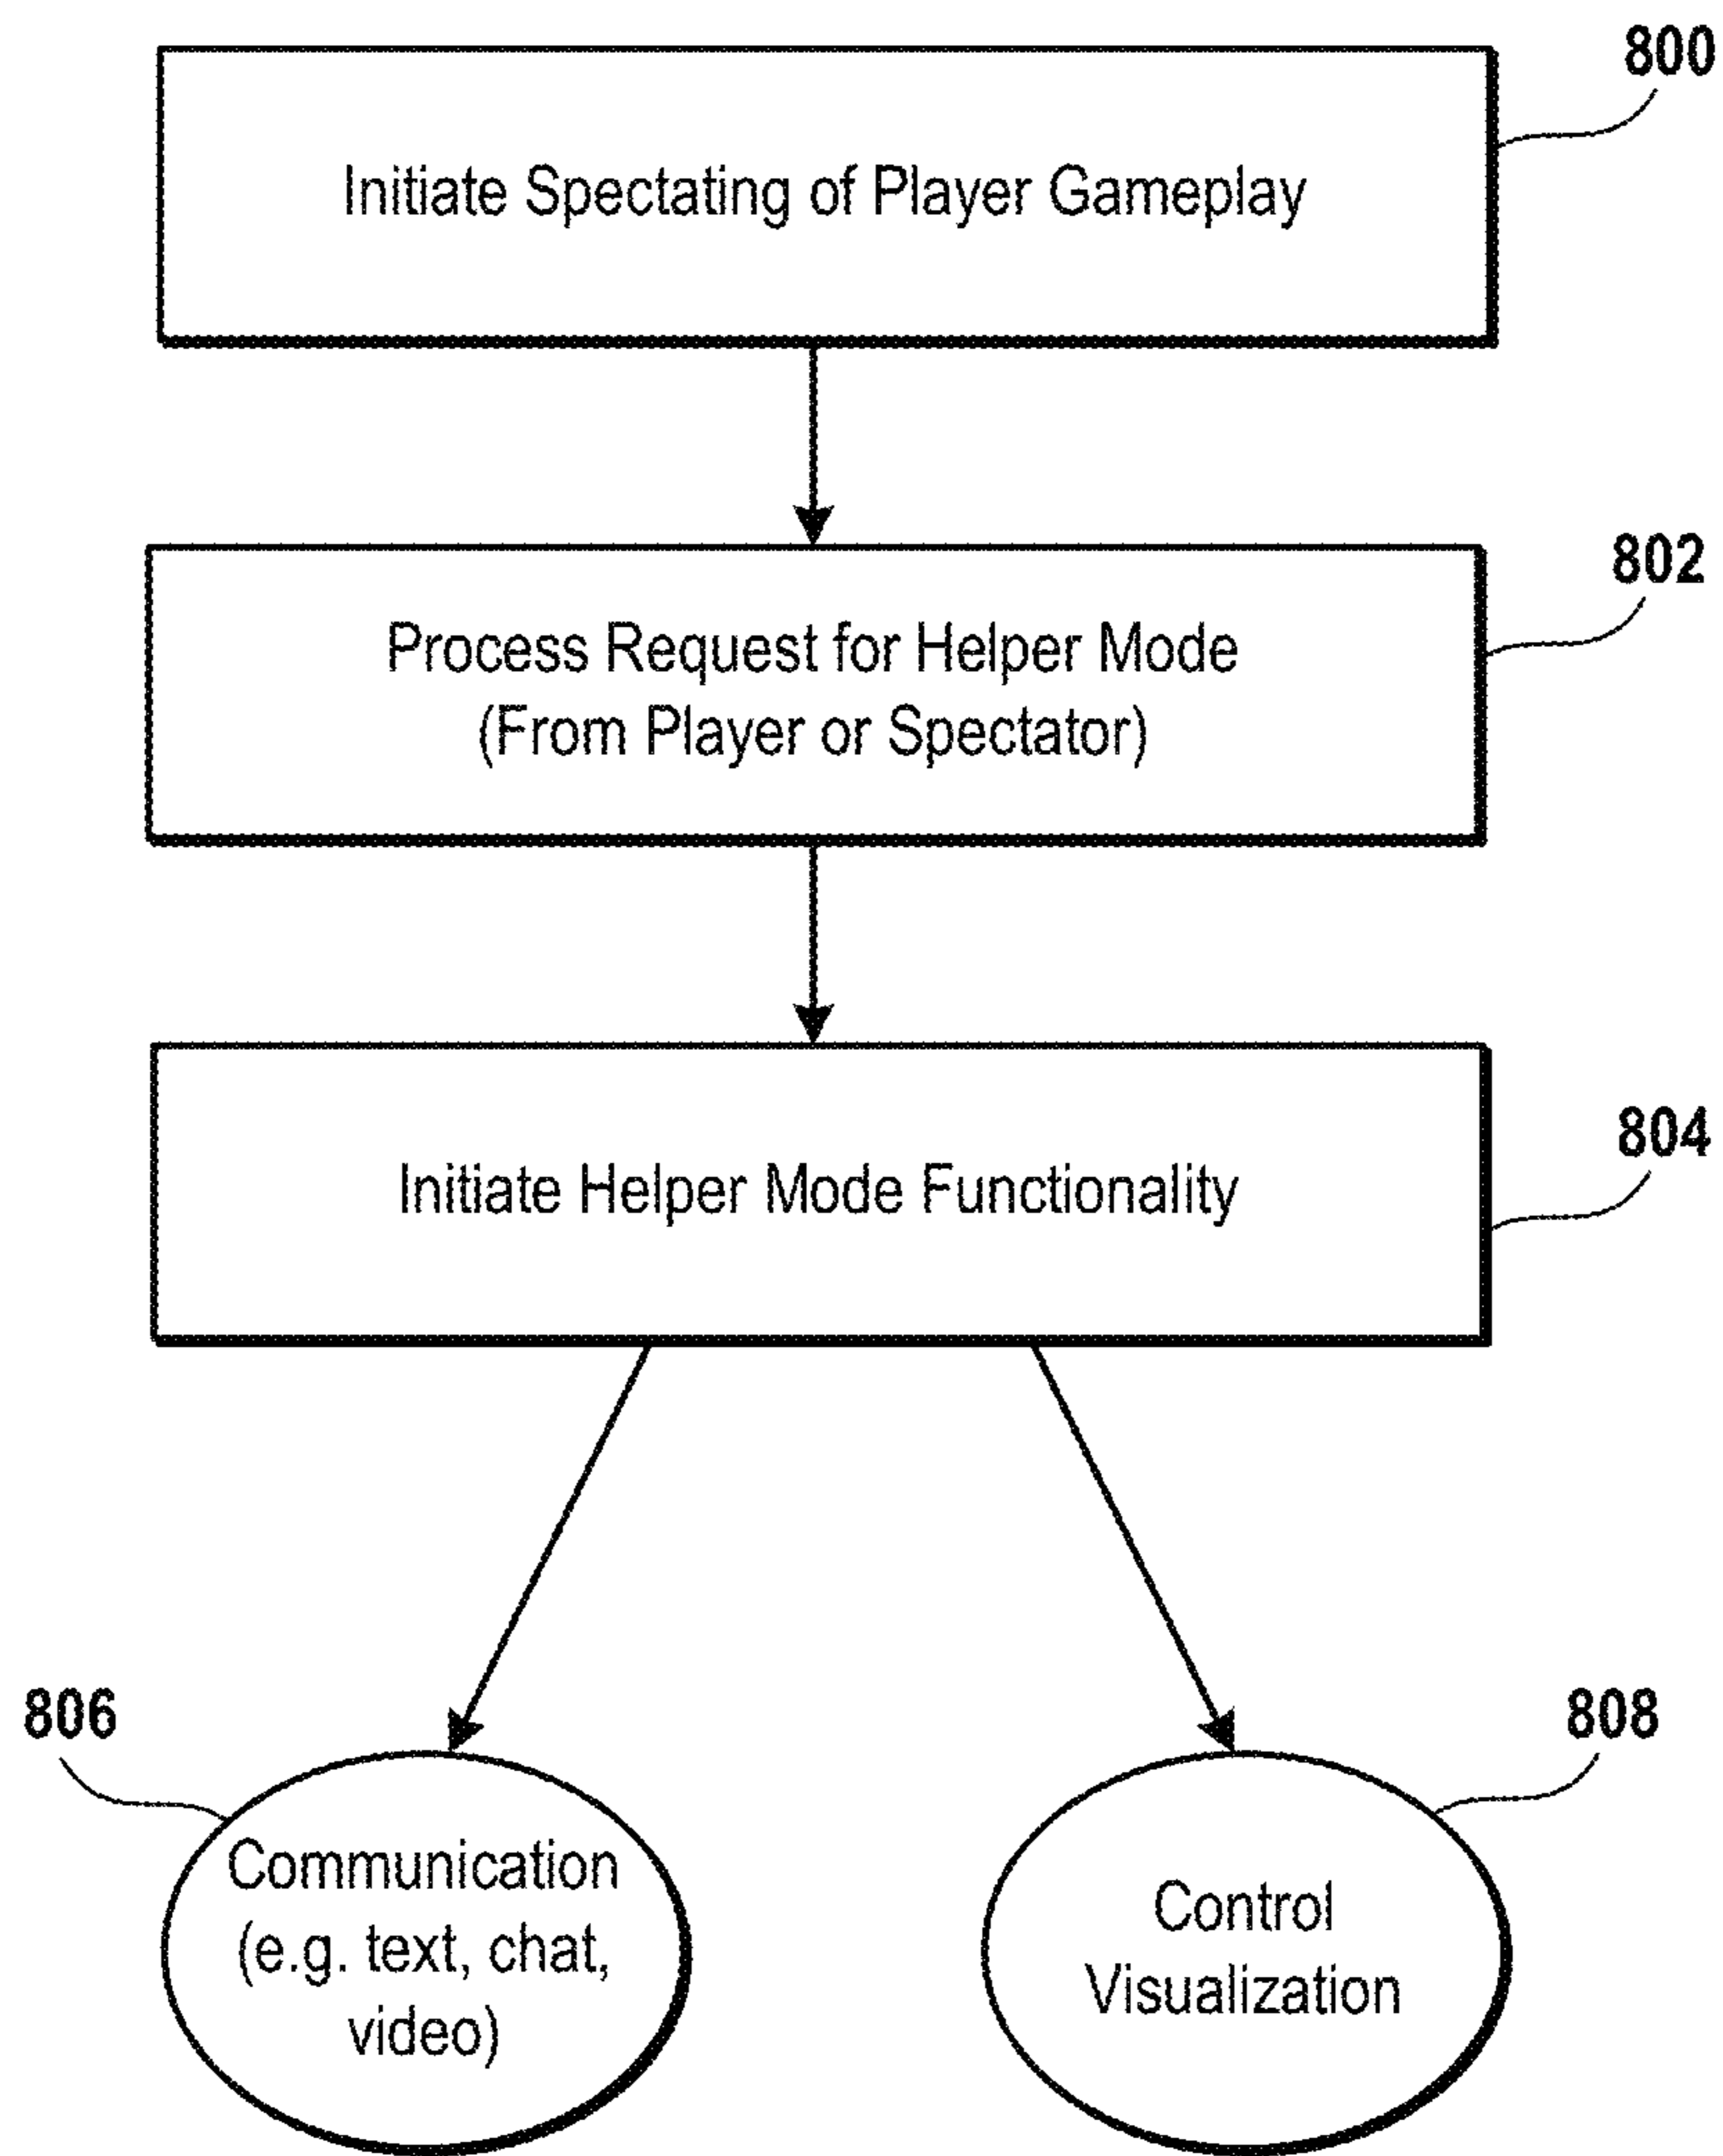 800
Initiate Spectating of Player Gameplay
802
Process Request for Helper Mode
(From Player or Spectator)
804
Initiate Helper Mode Functionality
806
808
Communication
(e.g. text, chat,
video)
Control
Visualization